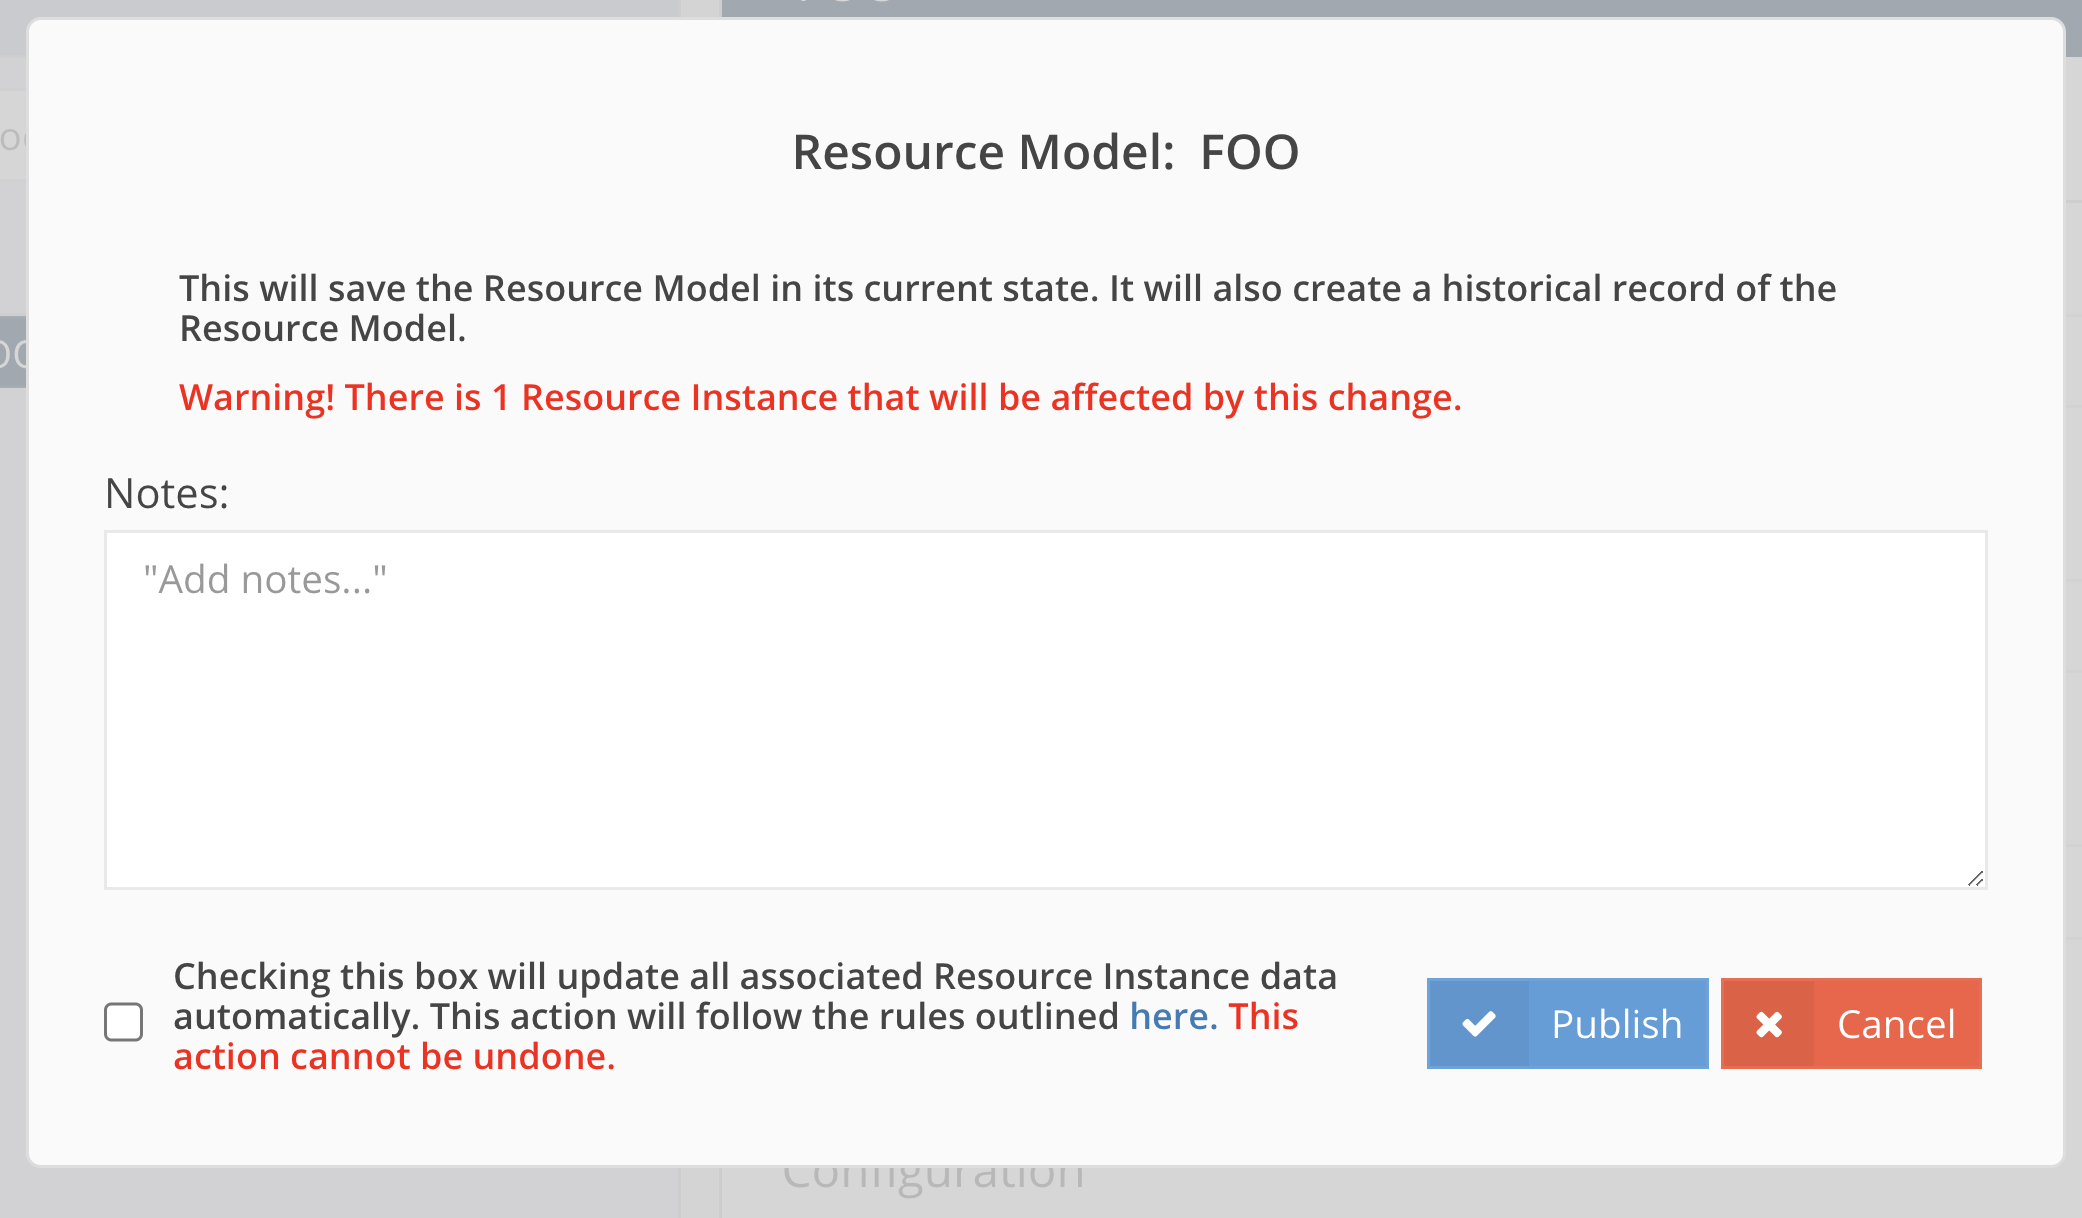 Resource Model:  FOO
This will save the Resource Model in its current state. It will also create a historical record of the
Resource Model.
Warning! There is 1 Resource Instance that will be affected by this change.
Notes:
"Add notes..."
Checking this box will update all associated Resource Instance data
automatically. This action will follow the rules outlined here. This
action cannot be undone.
Publish
Cancel
Configuration